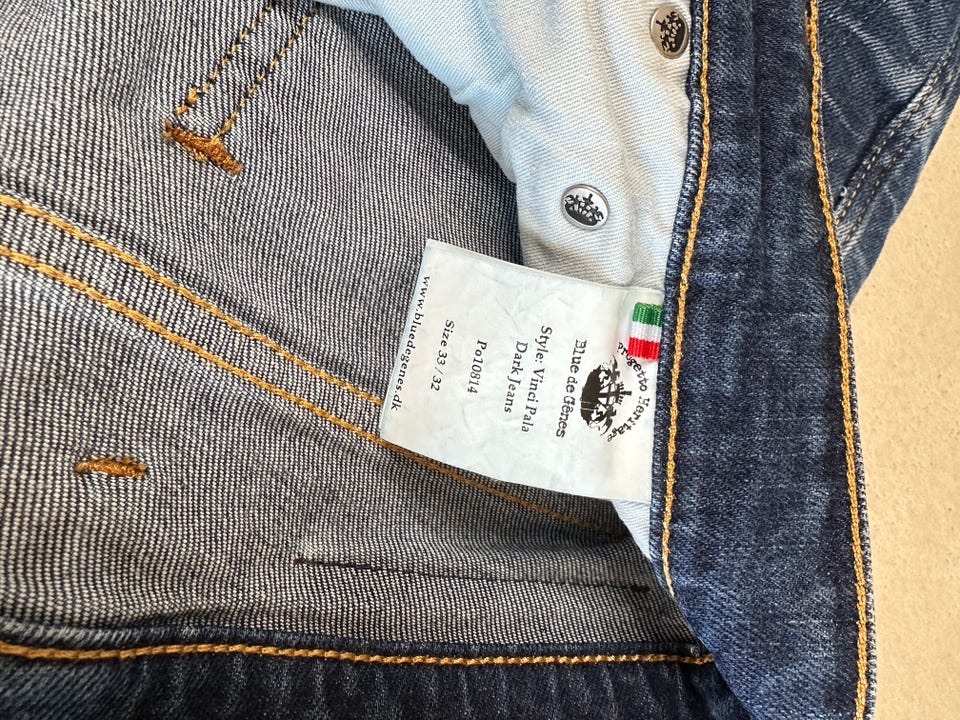 Progetto Heritage
Blue de Gênes
Style: Vinci Pala
Dark Jeans
Po10814
Size 33 / 32
www.bluedegenes.dk